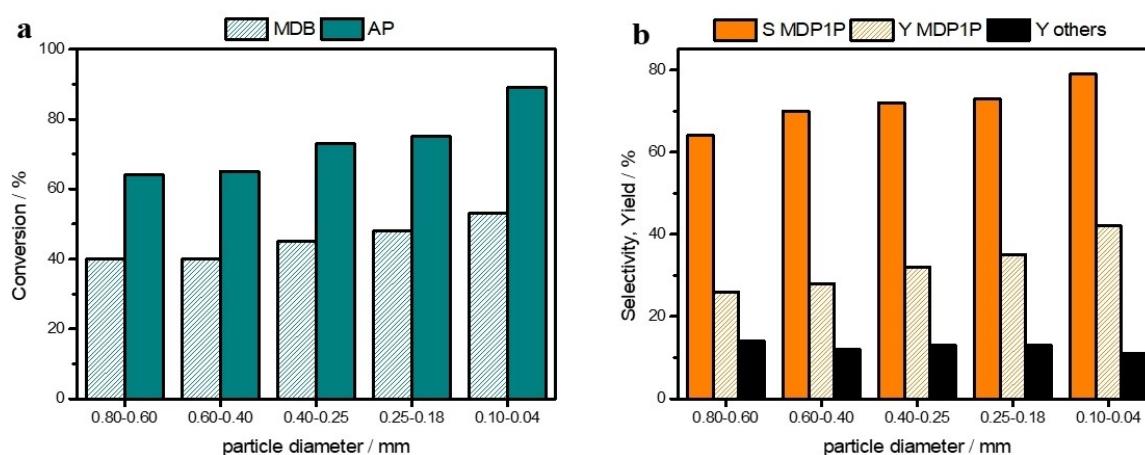 a
MDB AP
Conversion / %
100
80
60
40
20
0
0.80-0.60 0.60-0.40 0.40-0.25 0.25-0.18 0.10-0.04
particle diameter / mm
b
S MDP1P Y MDP1P Y others
Selectivity, Yield / %
80
60
40
20
0
0.80-0.60 0.60-0.40 0.40-0.25 0.25-0.18 0.10-0.04
particle diameter / mm